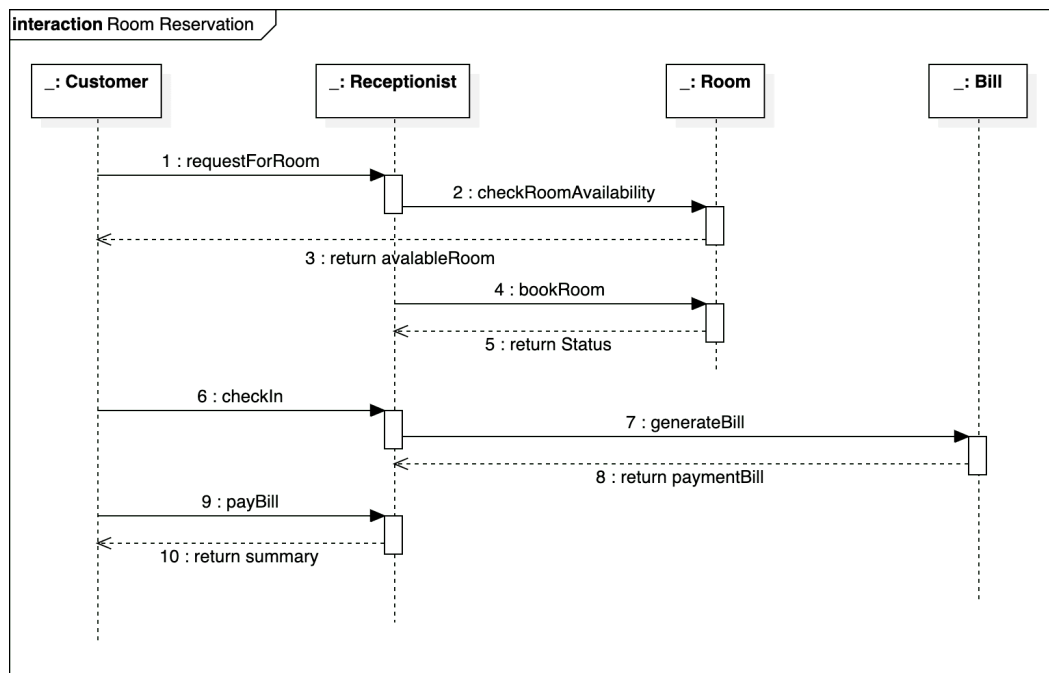 interaction Room Reservation
_: Customer
_: Receptionist
_: Room
_: Bill
1 : requestForRoom
2 : checkRoomAvailability
3 : return avalableRoom
4 : bookRoom
5 : return Status
6 : checkIn
7 : generateBill
8 : return paymentBill
9 : payBill
10 : return summary